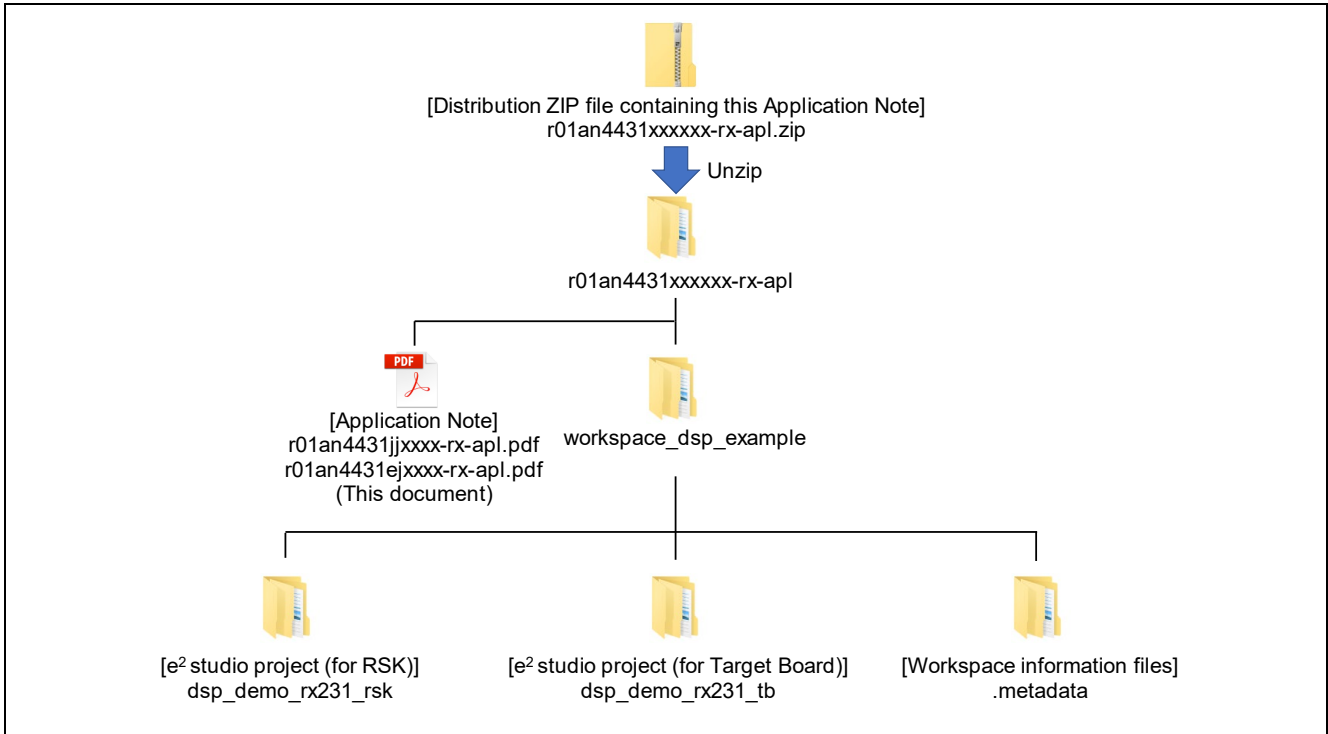 [Distribution ZIP file containing this Application Note]
r01an4431xxxxxx-rx-apl.zip
Unzip
r01an4431xxxxxx-rx-apl
PDF
[Application Note]
r01an4431jjxxxx-rx-apl.pdf
r01an4431ejxxxx-rx-apl.pdf
(This document)
workspace_dsp_example
[e² studio project (for RSK)]
dsp_demo_rx231_rsk
[e² studio project (for Target Board)]
dsp_demo_rx231_tb
[Workspace information files]
.metadata